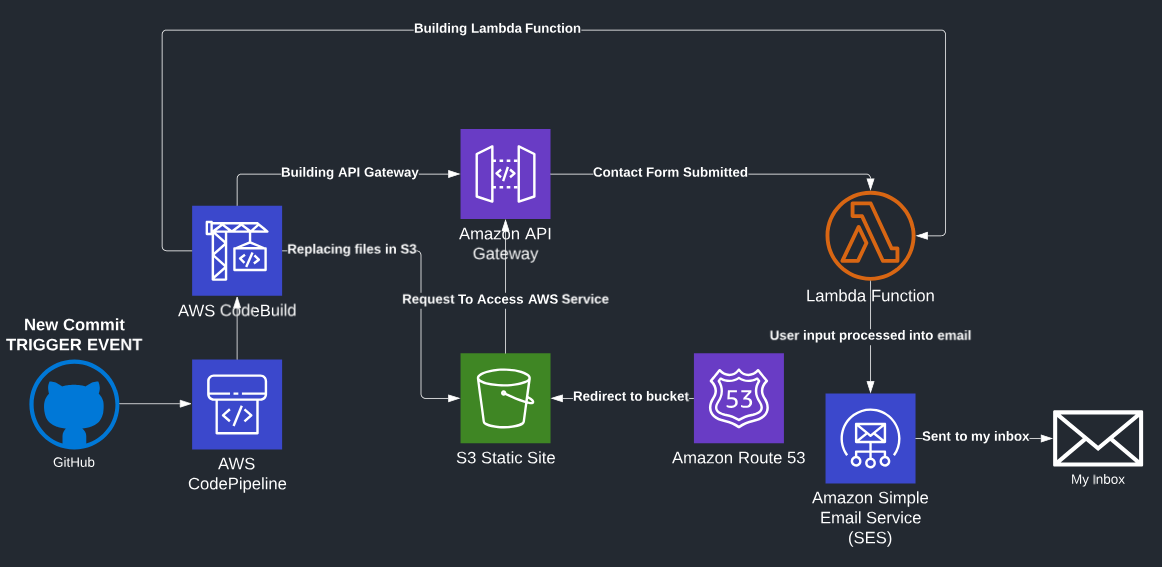 Building Lambda Function
Building API Gateway
Contact Form Submitted
Amazon API
Gateway
Replacing files in S3
AWS CodeBuild
Lambda Function
Request To Access AWS Service
New Commit
TRIGGER EVENT
User input processed into email
53
Redirect to bucket
Sent to my inbox
GitHub
AWS
CodePipeline
S3 Static Site
Amazon Route 53
My Inbox
Amazon Simple
Email Service
(SES)